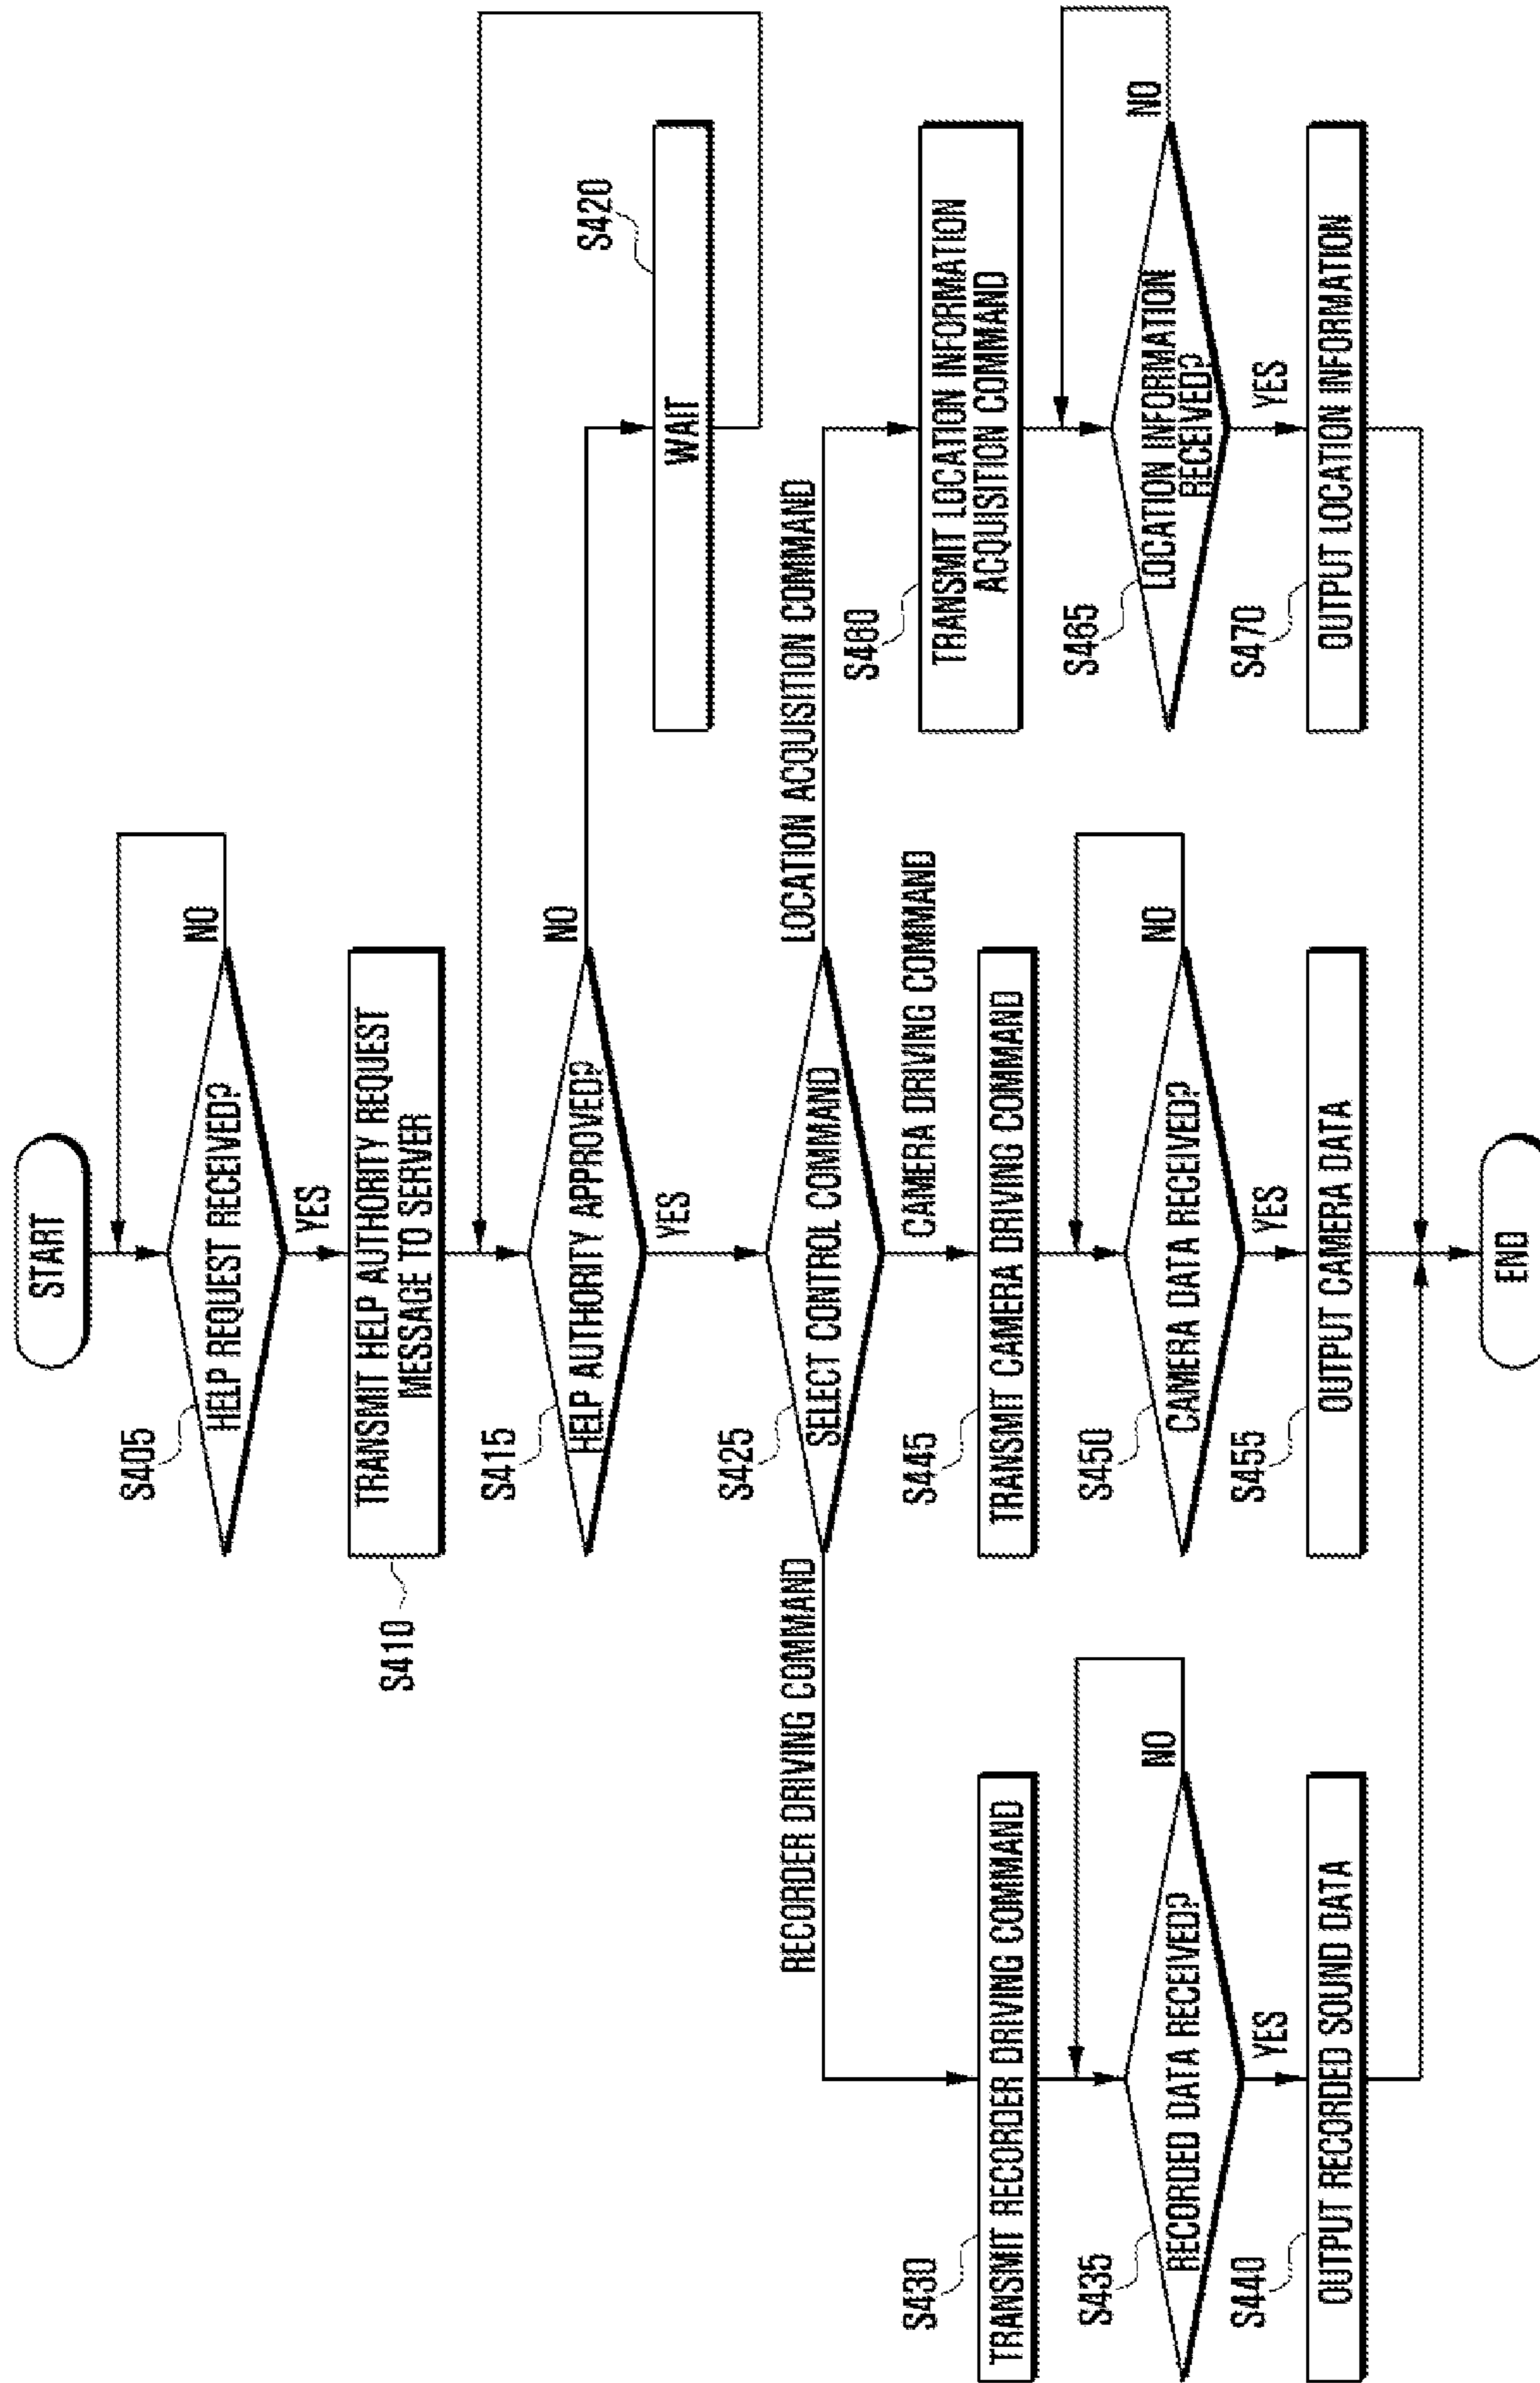 START
S405
HELP REQUEST RECEIVED?
NO
YES
S410
TRANSMIT HELP AUTHORITY REQUEST
MESSAGE TO SERVER
S415
HELP AUTHORITY APPROVED?
NO
YES
S420
WAIT
S425
SELECT CONTROL COMMAND
RECORDER DRIVING COMMAND
CAMERA DRIVING COMMAND
LOCATION ACQUISITION COMMAND
S430
TRANSMIT RECORDER DRIVING COMMAND
S435
RECORDED DATA RECEIVED?
NO
YES
S440
OUTPUT RECORDED SOUND DATA
S445
TRANSMIT CAMERA DRIVING COMMAND
S450
CAMERA DATA RECEIVED?
NO
YES
S455
OUTPUT CAMERA DATA
S460
TRANSMIT LOCATION INFORMATION
ACQUISITION COMMAND
S465
LOCATION INFORMATION
RECEIVED?
NO
YES
S470
OUTPUT LOCATION INFORMATION
END